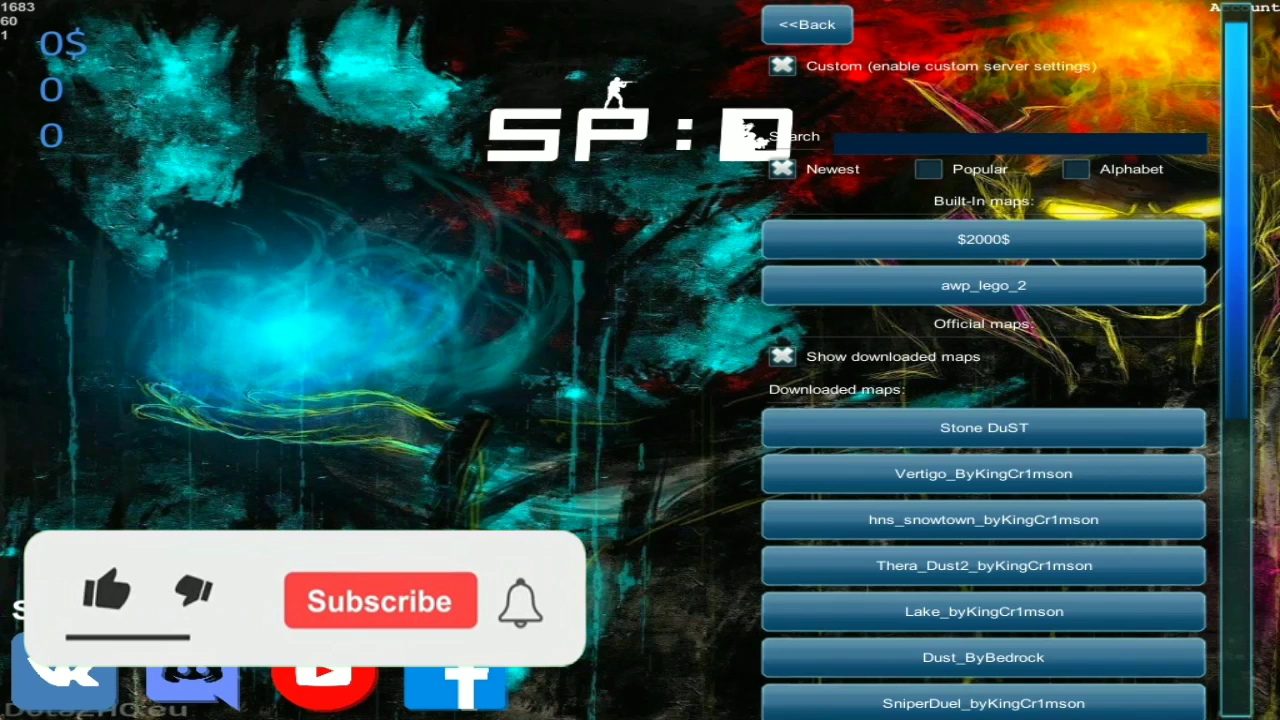 1683
60
1
0$
0
0
SP:0
Account
<<Back
Custom (enable custom server settings)
Search
Newest
Popular
Alphabet
Built-In maps:
$2000$
awp_lego_2
Official maps:
Show downloaded maps
Downloaded maps:
Stone DuST
Vertigo_ByKingCr1mson
hns_snowtown_byKingCr1mson
Thera_Dust2_byKingCr1mson
Lake_byKingCr1mson
Dust_ByBedrock
SniperDuel_byKingCr1mson
Subscribe